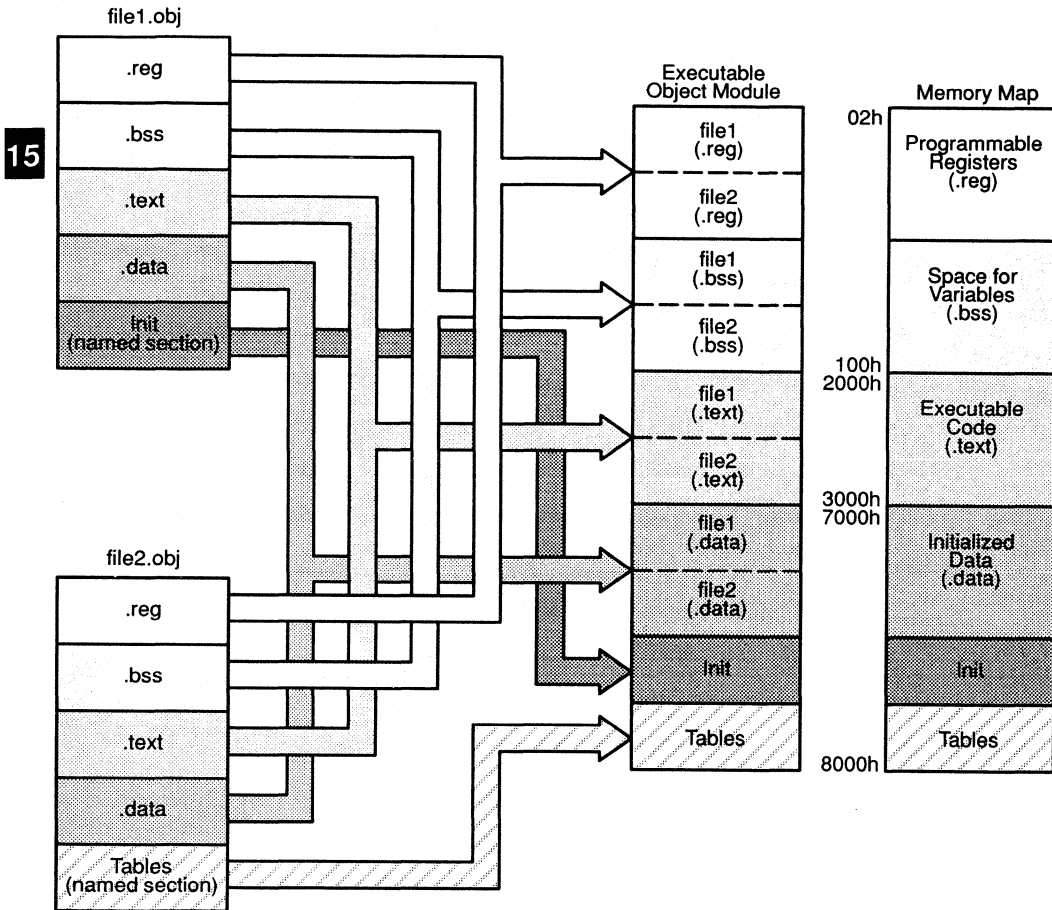 file1.obj
.reg
.bss
.text
.data
Init
(named section)
15
file2.obj
.reg
.bss
.text
.data
Tables
(named section)
Executable
Object Module
file1
(.reg)
file2
(.reg)
file1
(.bss)
file2
(.bss)
file1
(.text)
file2
(.text)
file1
(.data)
file2
(.data)
Init
Tables
Memory Map
02h
Programmable
Registers
(.reg)
Space for
Variables
(.bss)
100h
2000h
Executable
Code
(.text)
3000h
7000h
Initialized
Data
(.data)
Init
Tables
8000h